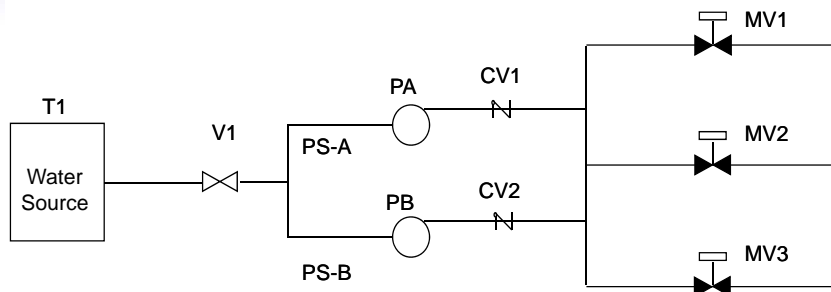 MV1
CV1
PA
T1
V1
PS-A
MV2
Water
Source
CV2
PB
PS-B
MV3